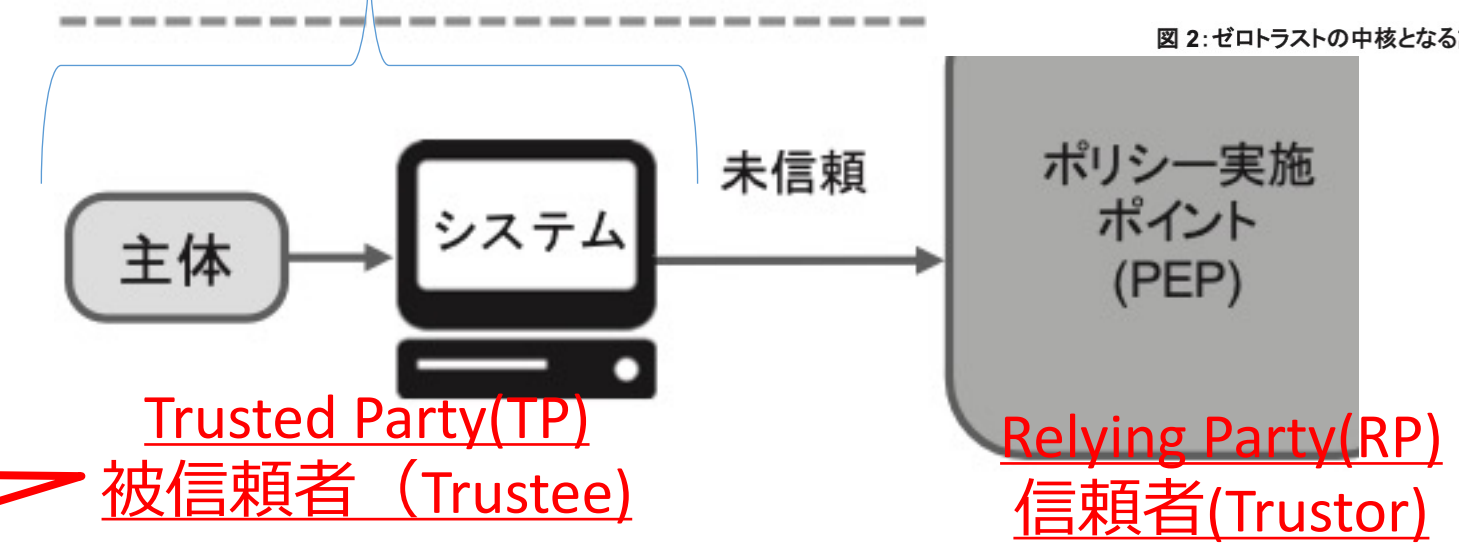 図 2：ゼロトラストの中核となる
主体
システム
未信頼
ポリシー実施
ポイント
(PEP)
Trusted Party(TP)
被信頼者（Trustee)
Relying Party(RP)
信頼者(Trustor)